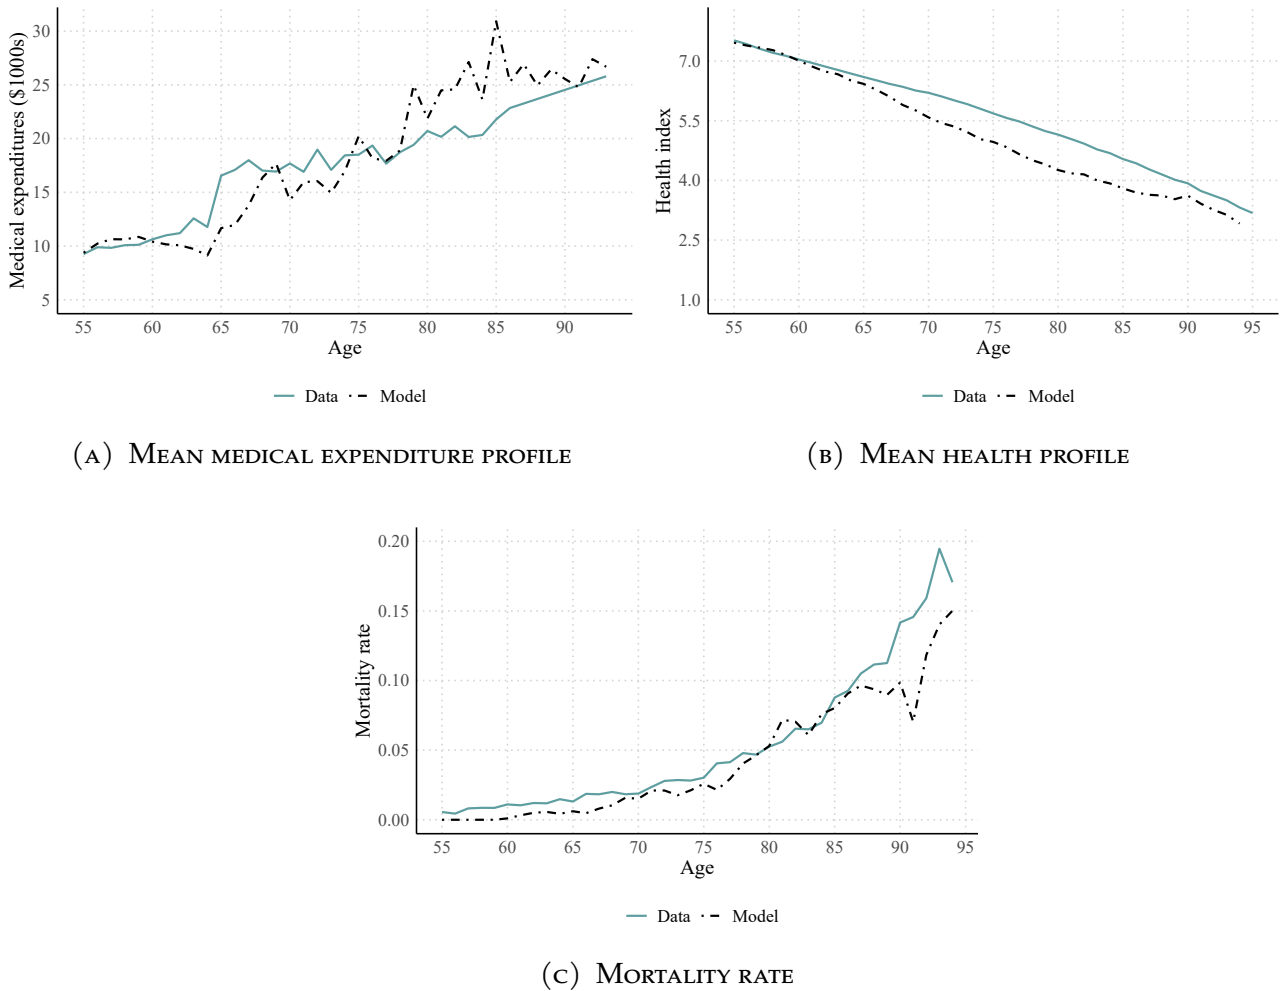 Medical expenditures ($1000s)
30
25
20
15
10
5
55 60 65 70 75 80 85 90
Age
Data Model
(A) Mean medical expenditure profile
Health index
7.0
5.5
4.0
2.5
1.0
55 60 65 70 75 80 85 90 95
Age
Data Model
(B) Mean health profile
Mortality rate
0.20
0.15
0.10
0.05
0.00
55 60 65 70 75 80 85 90 95
Age
Data Model
(C) Mortality rate